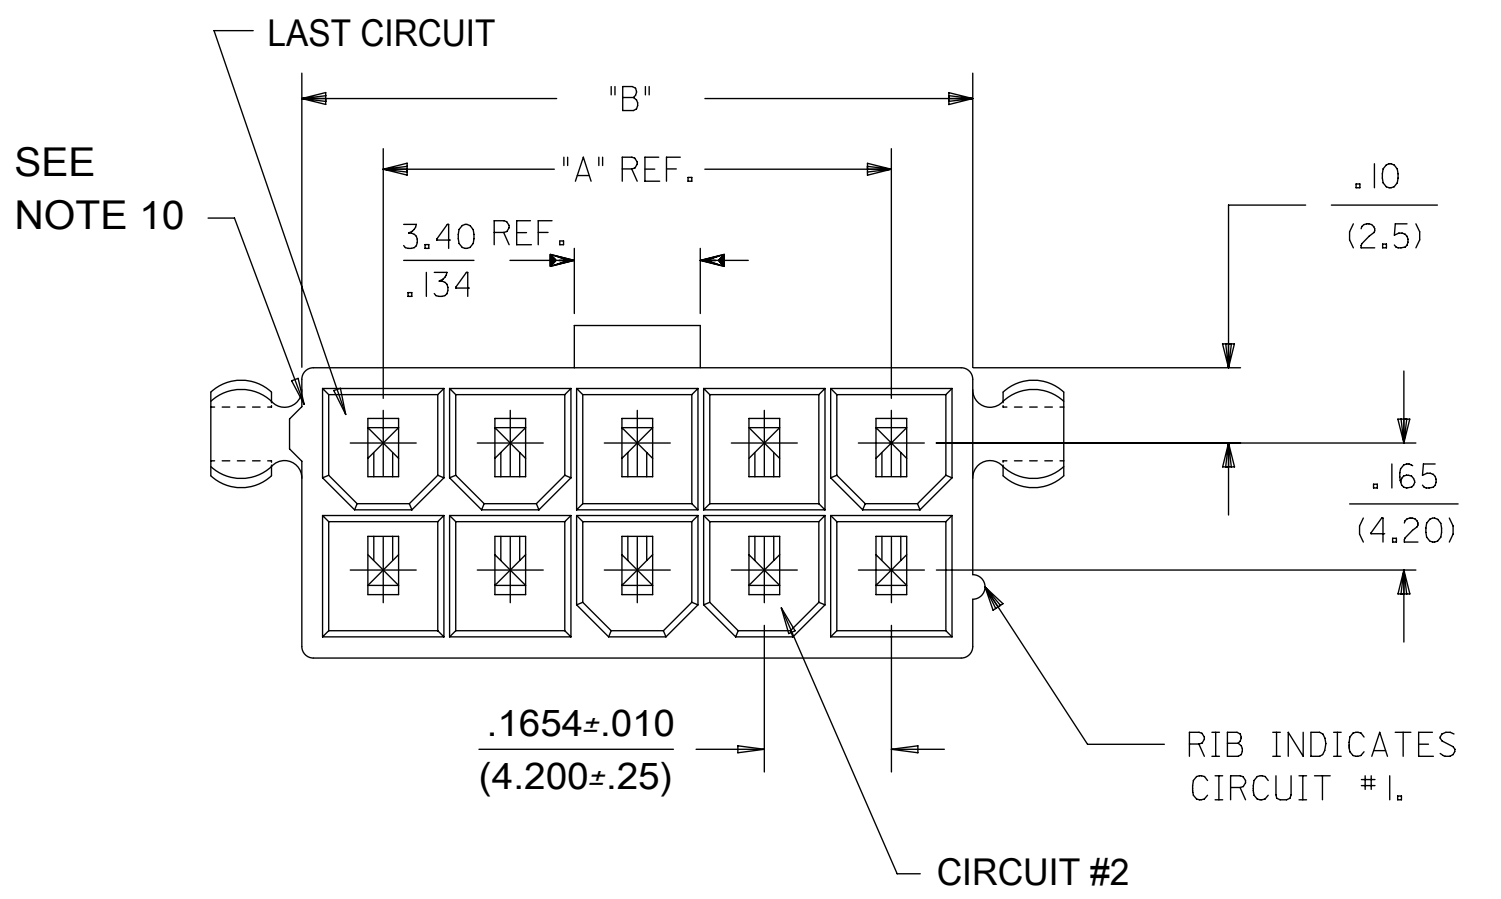 LAST CIRCUIT
"B"
SEE
NOTE 10
"A" REF.
3.40 REF.
.134
.10
(2.5)
.165
(4.20)
.1654±.010
(4.200±.25)
RIB INDICATES
CIRCUIT #1.
CIRCUIT #2